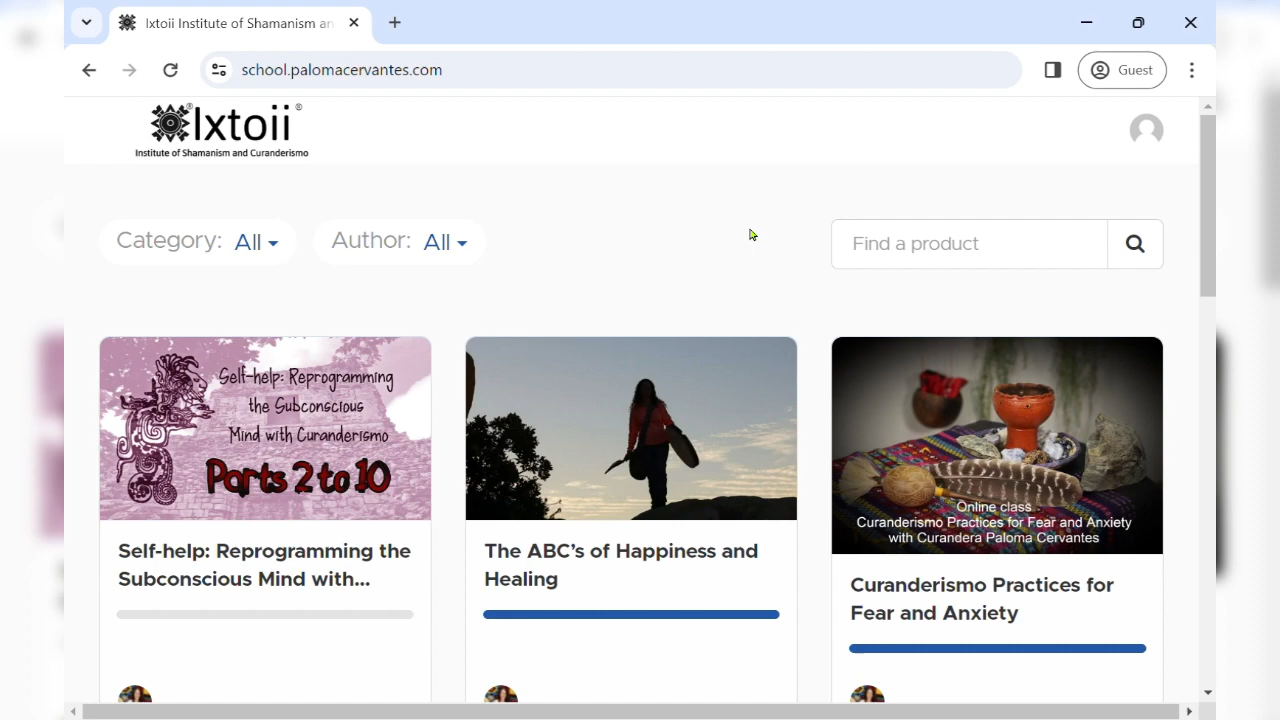 Ixtoii Institute of Shamanism an
school.palomacervantes.com
Guest
Ixtoii®
Institute of Shamanism and Curanderismo
Category: All
Author: All
Find a product
Self-help: Reprogramming
the Subconscious
Mind with Curanderismo
Parts 2 to 10
Self-help: Reprogramming the
Subconscious Mind with...
The ABC’s of Happiness and
Healing
Online class
Curanderismo Practices for Fear and Anxiety
with Curandera Paloma Cervantes
Curanderismo Practices for
Fear and Anxiety